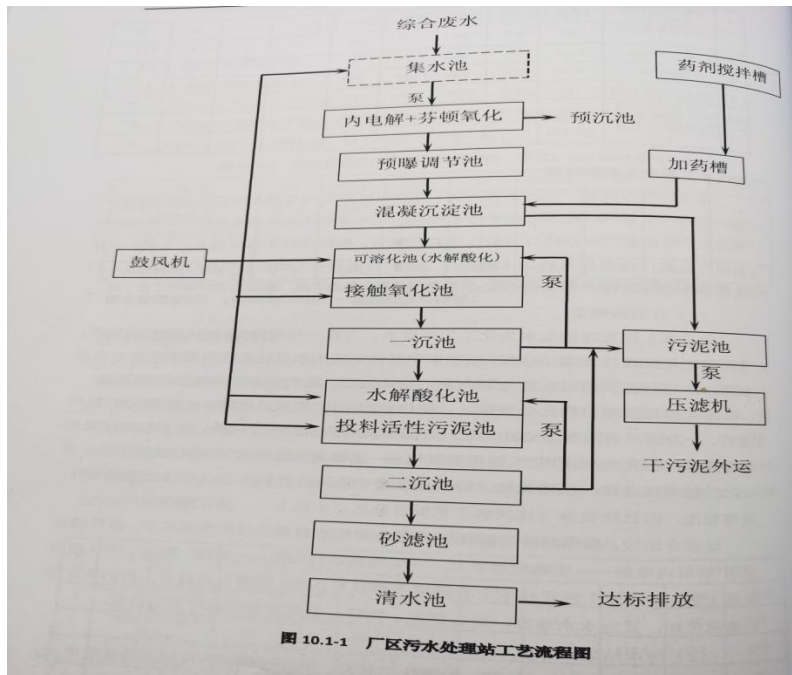 综合废水
集水池
药剂搅拌槽
泵
内电解+芬顿氧化
预沉池
预曝调节池
加药槽
混凝沉淀池
鼓风机
可溶化池(水解酸化)
泵
接触氧化池
一沉池
污泥池
泵
水解酸化池
压滤机
投料活性污泥池
泵
干污泥外运
二沉池
砂滤池
清水池
达标排放
图 10.1-1 厂区污水处理站工艺流程图